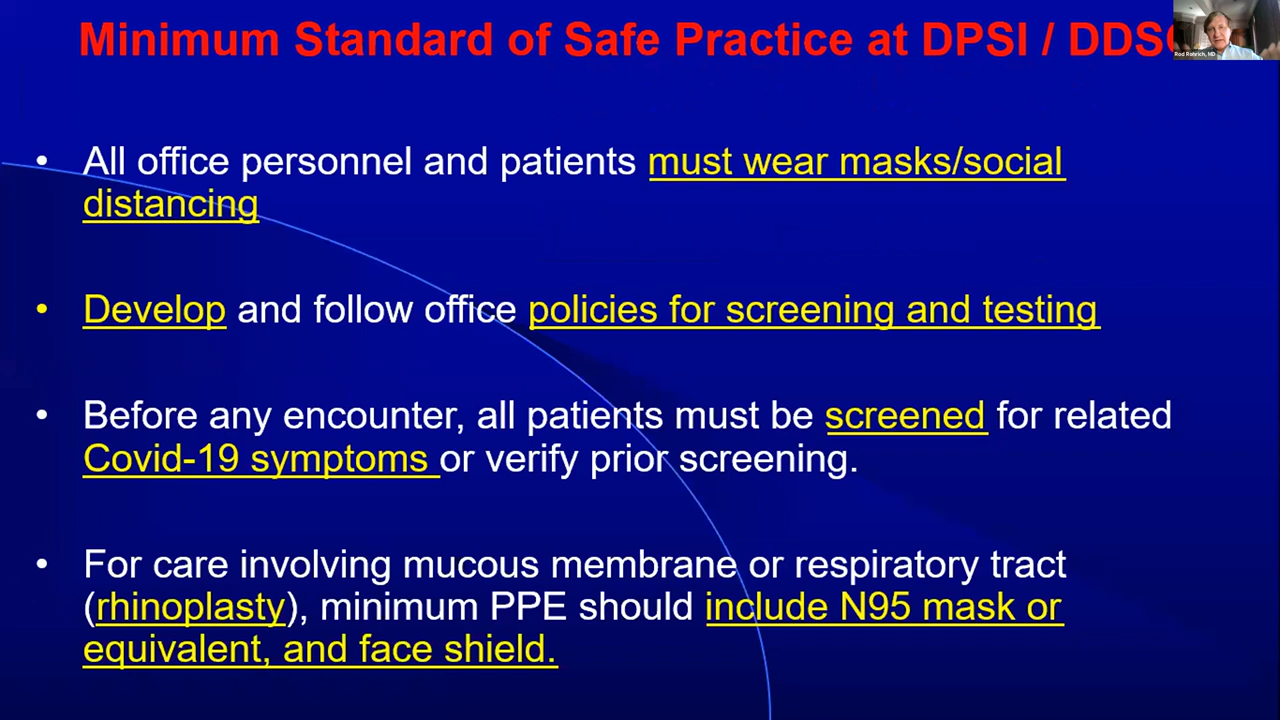 Minimum Standard of Safe Practice at DPSI / DDSC
Rod Rohrich, MD
• All office personnel and patients must wear masks/social
distancing
• Develop and follow office policies for screening and testing
• Before any encounter, all patients must be screened for related
Covid-19 symptoms or verify prior screening.
• For care involving mucous membrane or respiratory tract
(rhinoplasty), minimum PPE should include N95 mask or
equivalent, and face shield.